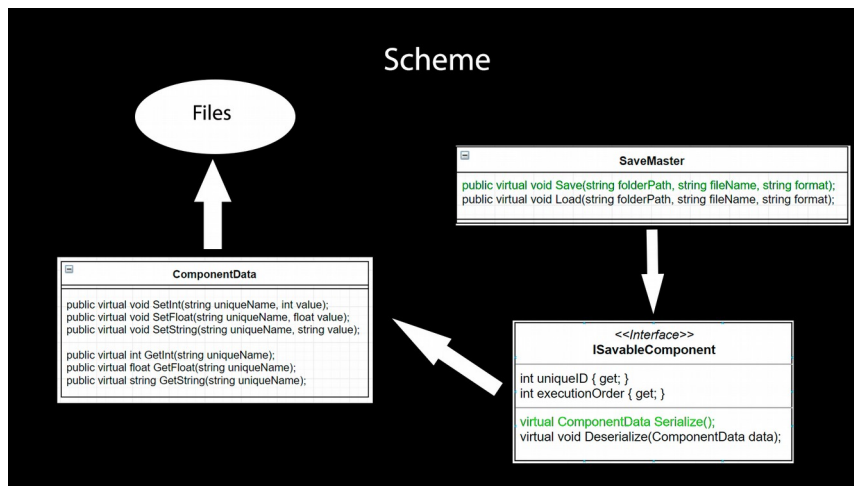 Scheme
Files
SaveMaster
public virtual void Save(string folderPath, string fileName, string format);
public virtual void Load(string folderPath, string fileName, string format);
ComponentData
public virtual void SetInt(string uniqueName, int value);
public virtual void SetFloat(string uniqueName, float value);
public virtual void SetString(string uniqueName, string value);
public virtual int GetInt(string uniqueName);
public virtual float GetFloat(string uniqueName);
public virtual string GetString(string uniqueName);
<<Interface>>
ISavableComponent
int uniqueID { get; }
int executionOrder { get; }
virtual ComponentData Serialize();
virtual void Deserialize(ComponentData data);